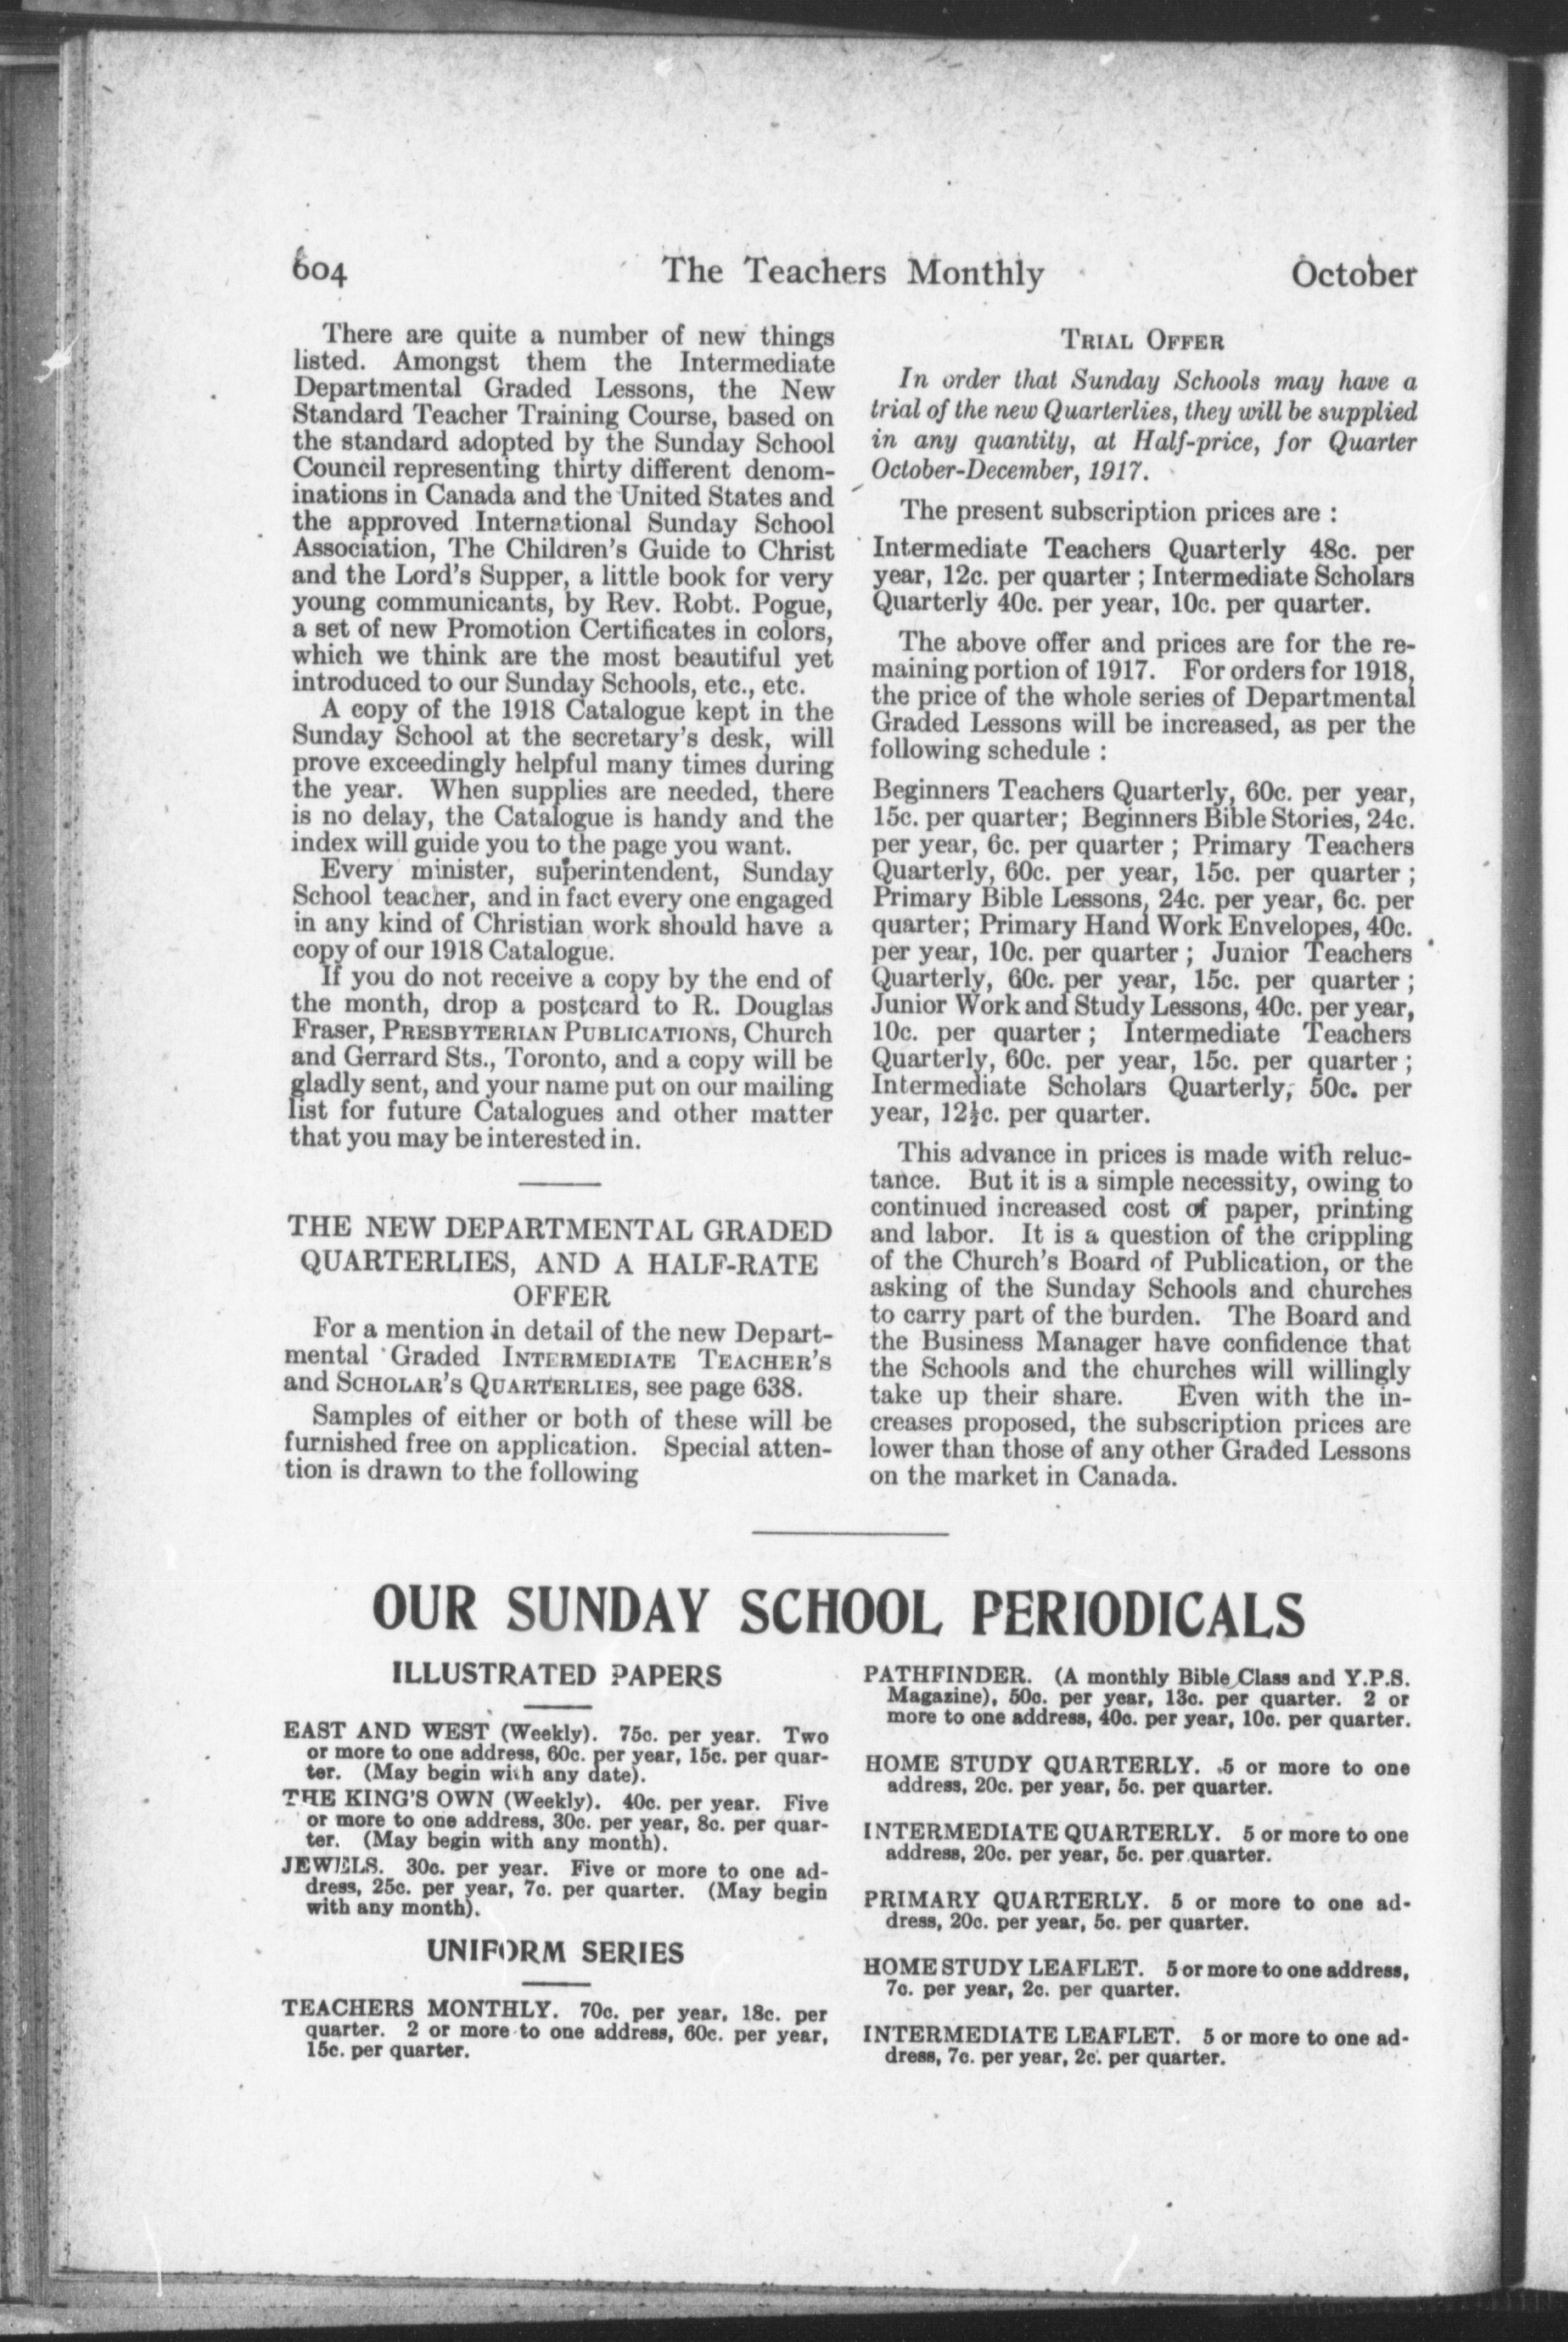 604 The Teachers Monthly October
There are quite a number of new things
listed. Amongst them the Intermediate
Departmental Graded Lessons, the New
Standard Teacher Training Course, based on
the standard adopted by the Sunday School
Council representing thirty different denom-
inations in Canada and the United States and
the approved International Sunday School
Association, The Children's Guide to Christ
and the Lord's Supper, a little book for very
young communicants, by Rev. Robt. Pogue,
a set of new Promotion Certificates in colors,
which we think are the most beautiful yet
introduced to our Sunday Schools, etc., etc.
A copy of the 1918 Catalogue kept in the
Sunday School at the secretary's desk, will
prove exceedingly helpful many times during
the year. When supplies are needed, there
is no delay, the Catalogue is handy and the
index will guide you to the page you want.
Every minister, superintendent, Sunday
School teacher, and in fact every one engaged
in any kind of Christian work should have a
copy of our 1918 Catalogue.
If you do not receive a copy by the end of
the month, drop a postcard to R. Douglas
Fraser, PRESBYTERIAN PUBLICATIONS, Church
and Gerrard Sts., Toronto, and a copy will be
gladly sent, and your name put on our mailing
list for future Catalogues and other matter
that you may be interested in.
THE NEW DEPARTMENTAL GRADED
QUARTERLIES, AND A HALF-RATE
OFFER
For a mention in detail of the new Depart-
mental Graded INTERMEDIATE TEACHER'S
and SCHOLAR'S QUARTERLIES, see page 638.
Samples of either or both of these will be
furnished free on application. Special atten-
tion is drawn to the following
TRIAL OFFER
In order that Sunday Schools may have a
trial of the new Quarterlies, they will be supplied
in any quantity, at Half-price, for Quarter
October-December, 1917.
The present subscription prices are :
Intermediate Teachers Quarterly 48c. per
year, 12c. per quarter ; Intermediate Scholars
Quarterly 40c. per year, 10c. per quarter.
The above offer and prices are for the re-
maining portion of 1917. For orders for 1918,
the price of the whole series of Departmental
Graded Lessons will be increased, as per the
following schedule :
Beginners Teachers Quarterly, 60c. per year,
15c. per quarter; Beginners Bible Stories, 24c.
per year, 6c. per quarter ; Primary Teachers
Quarterly, 60c. per year, 15c. per quarter ;
Primary Bible Lessons, 24c. per year, 6c. per
quarter; Primary Hand Work Envelopes, 40c.
per year, 10c. per quarter ; Junior Teachers
Quarterly, 60c. per year, 15c. per quarter ;
Junior Work and Study Lessons, 40c. per year,
10c. per quarter ; Intermediate Teachers
Quarterly, 60c. per year, 15c. per quarter ;
Intermediate Scholars Quarterly, 50c. per
year, 12½c. per quarter.
This advance in prices is made with reluc-
tance. But it is a simple necessity, owing to
continued increased cost of paper, printing
and labor. It is a question of the crippling
of the Church's Board of Publication, or the
asking of the Sunday Schools and churches
to carry part of the burden. The Board and
the Business Manager have confidence that
the Schools and the churches will willingly
take up their share. Even with the in-
creases proposed, the subscription prices are
lower than those of any other Graded Lessons
on the market in Canada.
OUR SUNDAY SCHOOL PERIODICALS
ILLUSTRATED PAPERS
EAST AND WEST (Weekly). 75c. per year. Two
or more to one address, 60c. per year, 15c. per quar-
ter. (May begin with any date).
THE KING'S OWN (Weekly). 40c. per year. Five
or more to one address, 30c. per year, 8c. per quar-
ter. (May begin with any month).
JEWELS. 30c. per year. Five or more to one ad-
dress, 25c. per year, 7c. per quarter. (May begin
with any month).
UNIFORM SERIES
TEACHERS MONTHLY. 70c. per year, 18c. per
quarter. 2 or more to one address, 60c. per year,
15c. per quarter.
PATHFINDER. (A monthly Bible Class and Y.P.S.
Magazine), 50c. per year, 13c. per quarter. 2 or
more to one address, 40c. per year, 10c. per quarter.
HOME STUDY QUARTERLY. 5 or more to one
address, 20c. per year, 5c. per quarter.
INTERMEDIATE QUARTERLY. 5 or more to one
address, 20c. per year, 5c. per quarter.
PRIMARY QUARTERLY. 5 or more to one ad-
dress, 20c. per year, 5c. per quarter.
HOME STUDY LEAFLET. 5 or more to one address,
7c. per year, 2c. per quarter.
INTERMEDIATE LEAFLET. 5 or more to one ad-
dress, 7c. per year, 2c. per quarter.